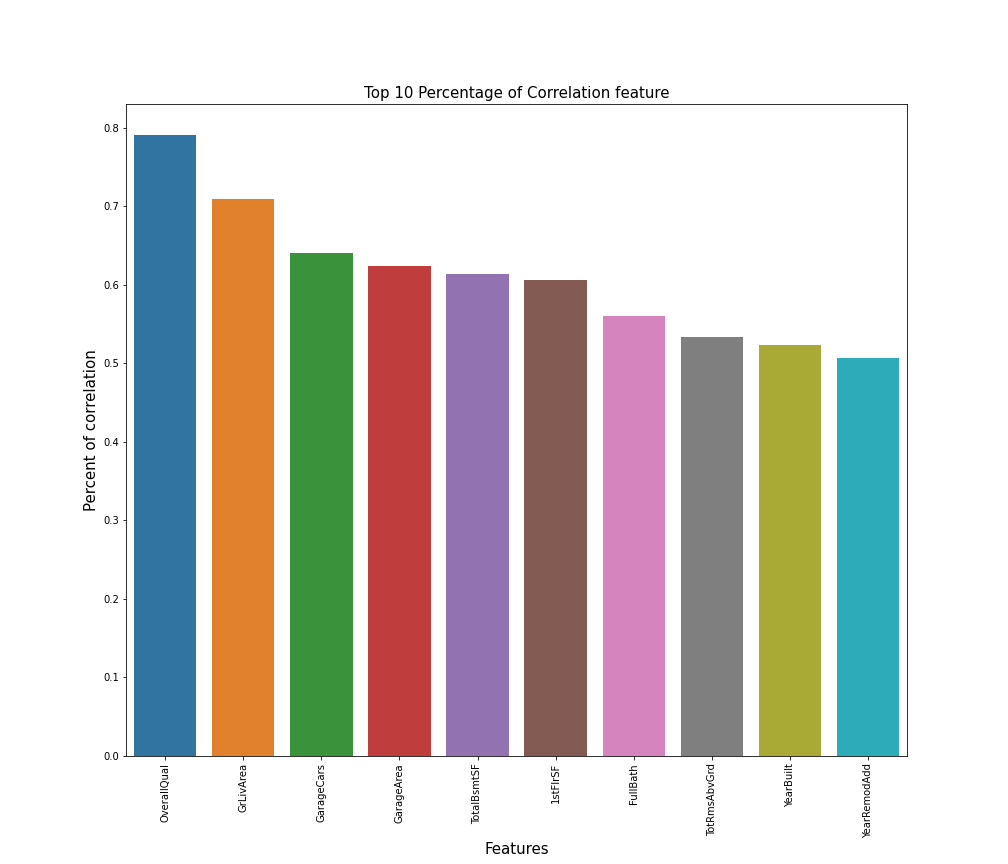 Top 10 Percentage of Correlation feature
Percent of correlation
0.8
0.7
0.6
0.5
0.4
0.3
0.2
0.1
0.0
OverallQual
GrLivArea
GarageCars
GarageArea
TotalBsmtSF
1stFlrSF
FullBath
TotRmsAbvGrd
YearBuilt
YearRemodAdd
Features